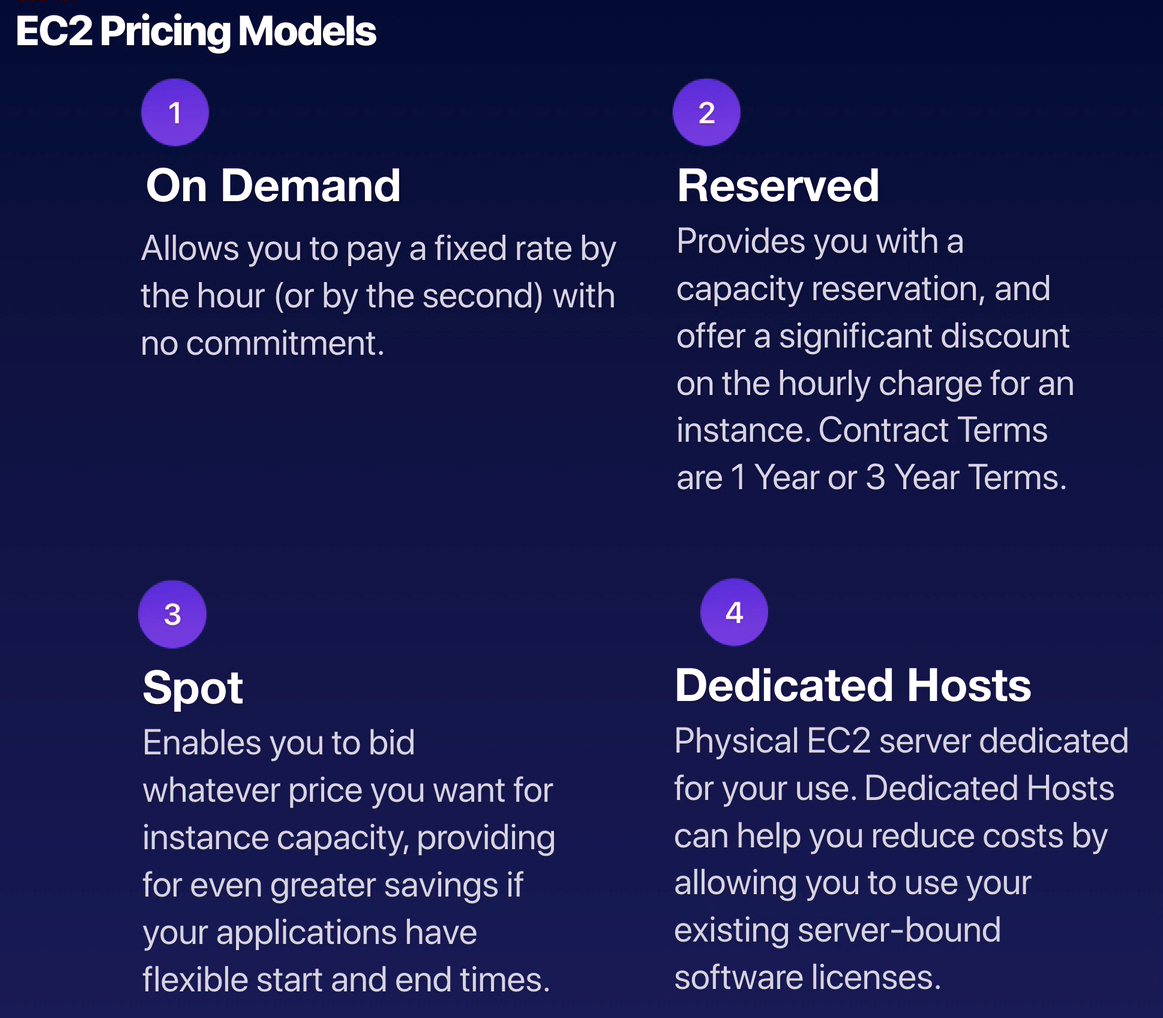 EC2 Pricing Models
1
On Demand
Allows you to pay a fixed rate by
the hour (or by the second) with
no commitment.
2
Reserved
Provides you with a
capacity reservation, and
offer a significant discount
on the hourly charge for an
instance. Contract Terms
are 1 Year or 3 Year Terms.
3
Spot
Enables you to bid
whatever price you want for
instance capacity, providing
for even greater savings if
your applications have
flexible start and end times.
4
Dedicated Hosts
Physical EC2 server dedicated
for your use. Dedicated Hosts
can help you reduce costs by
allowing you to use your
existing server-bound
software licenses.